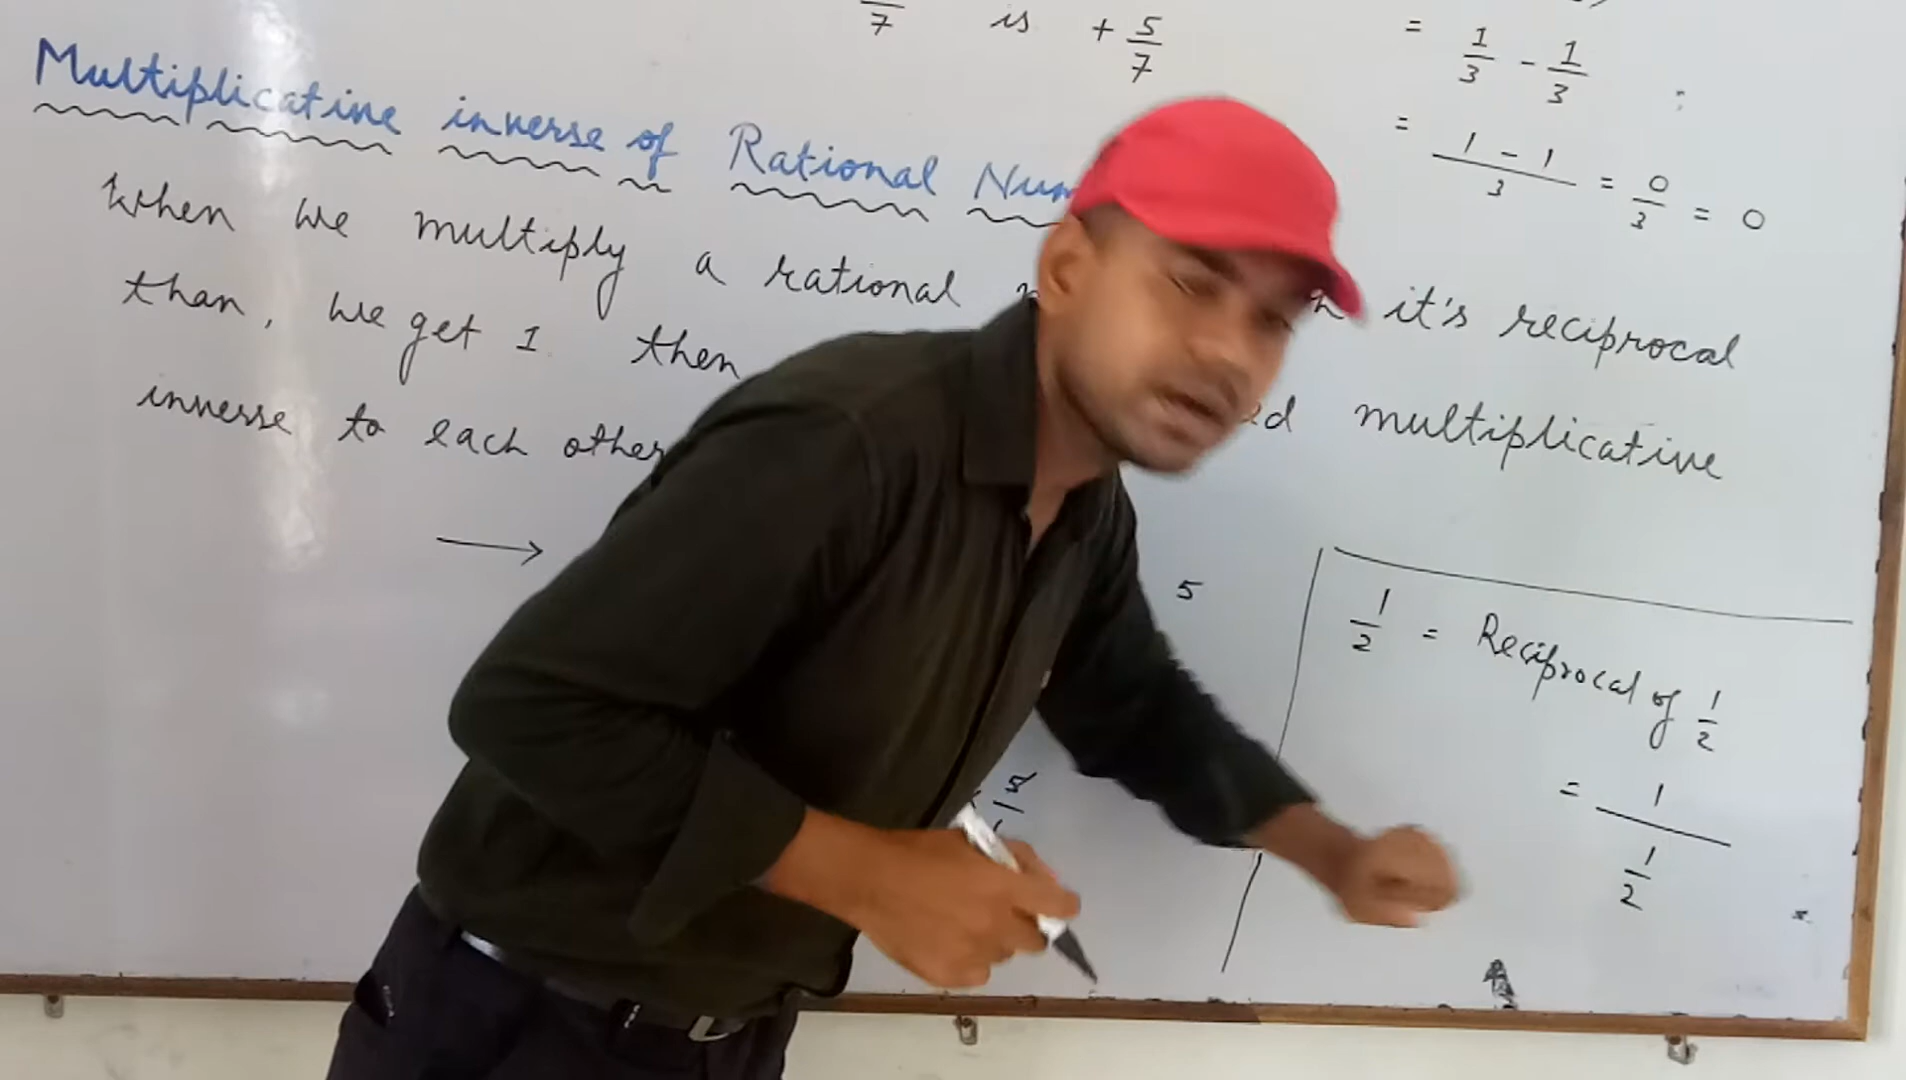 7 is + 5/7
= 1/3 - 1/3
= 1 - 1/3 = 0/3 = 0
Multiplicative inverse of Rational Num
When we multiply a rational it's reciprocal
than, we get 1 then multiplicative
inverse to each other
→ 5
1/2 = Reciprocal of 1/2
= 1/1/2